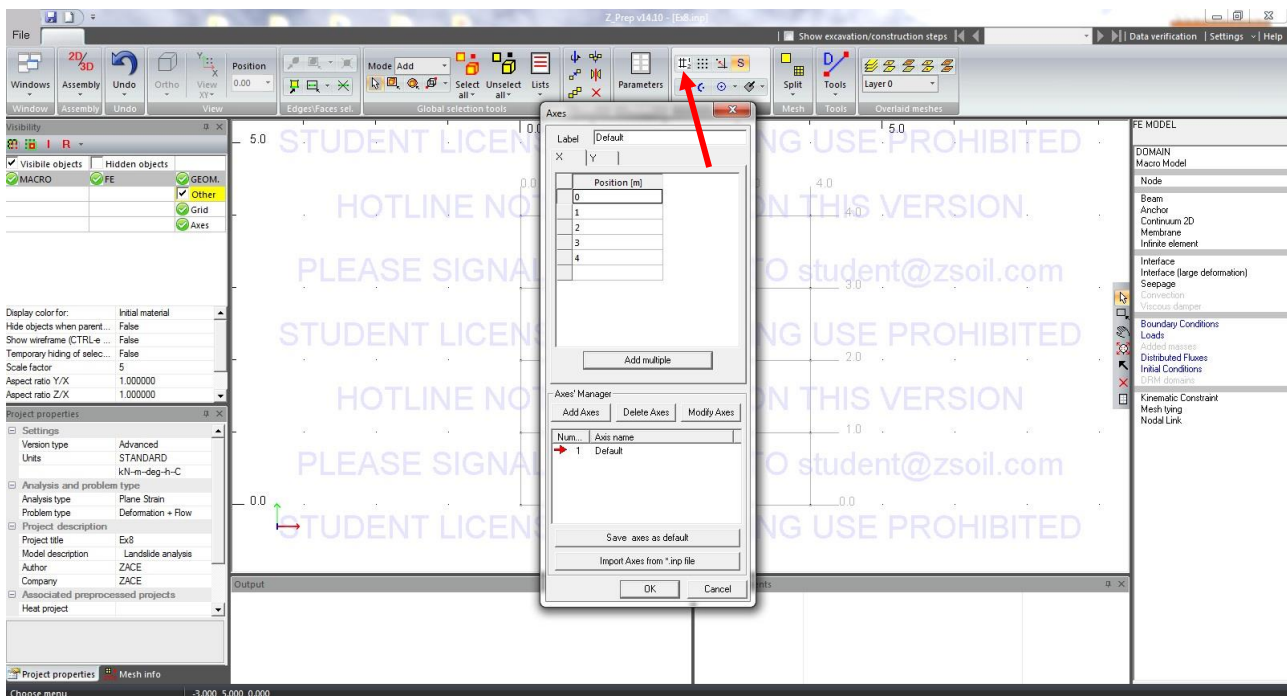 Z_Prep v14.10 - [Ex8.inp]
File
Show excavation/construction steps
Data verification | Settings | Help
Windows
2D/3D
Assembly
Undo
Ortho
View
XY
Position
0.00
Mode Add
Select all
Unselect all
Lists
Parameters
S
Split
Tools
Layer 0
Window
Assembly
Undo
View
Edges\Faces sel.
Global selection tools
Mesh
Tools
Overlaid meshes
Visibility
I R
Visibile objects
Hidden objects
MACRO
FE
GEOM.
Other
Grid
Axes
Display color for: Initial material
Hide objects when parent... False
Show wireframe (CTRL-e ... False
Temporary hiding of selec... False
Scale factor 5
Aspect ratio Y/X 1.000000
Aspect ratio Z/X 1.000000
Project properties
Settings
Version type Advanced
Units STANDARD
kN-m-deg-h-C
Analysis and problem type
Analysis type Plane Strain
Problem type Deformation + Flow
Project description
Project title Ex8
Model description Landslide analysis
Author ZACE
Company ZACE
Associated preprocessed projects
Heat project
Project properties
Mesh info
Choose menu
-3.000 5.000 0.000
5.0
0.0
5.0
STUDENT LICEN
NG USE PROHIBITED
0.0
4.0
HOTLINE NO
ON THIS VERSION
4.0
PLEASE SIGNAL
O student@zsoil.com
3.0
STUDENT LICENS
NG USE PROHIBITED
2.0
HOTLINE NO
ON THIS VERSION
1.0
PLEASE SIGNAL
O student@zsoil.com
0.0
0.0
STUDENT LICENS
NG USE PROHIBITED
Output
Axes
Label Default
X Y
Position [m]
0
1
2
3
4
Add multiple
Axes' Manager
Add Axes
Delete Axes
Modify Axes
Num... Axis name
1 Default
Save axes as default
Import Axes from *.inp file
OK
Cancel
FE MODEL
DOMAIN
Macro Model
Node
Beam
Anchor
Continuum 2D
Membrane
Infinite element
Interface
Interface (large deformation)
Seepage
Convection
Viscous damper
Boundary Conditions
Loads
Added masses
Distributed Fluxes
Initial Conditions
DRM domains
Kinematic Constraint
Mesh tying
Nodal Link